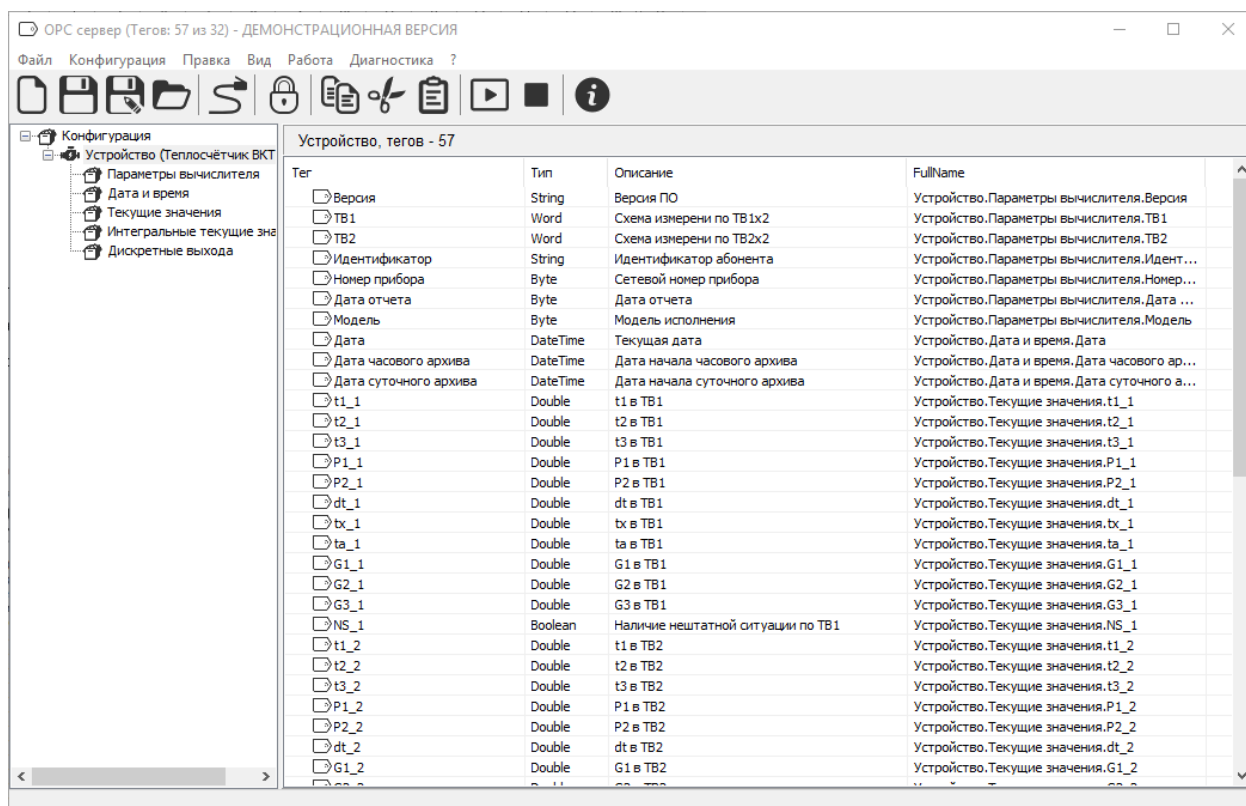 OPC сервер (Тегов: 57 из 32) - ДЕМОНСТРАЦИОННАЯ ВЕРСИЯ
Файл Конфигурация Правка Вид Работа Диагностика ?
Конфигурация
Устройство (Теплосчётчик ВКТ
Параметры вычислителя
Дата и время
Текущие значения
Интегральные текущие зна
Дискретные выхода
Устройство, тегов - 57
Тег Тип Описание FullName
Версия String Версия ПО Устройство.Параметры вычислителя.Версия
ТВ1 Word Схема измерени по ТВ1x2 Устройство.Параметры вычислителя.ТВ1
ТВ2 Word Схема измерени по ТВ2x2 Устройство.Параметры вычислителя.ТВ2
Идентификатор String Идентификатор абонента Устройство.Параметры вычислителя.Идент...
Номер прибора Byte Сетевой номер прибора Устройство.Параметры вычислителя.Номер...
Дата отчета Byte Дата отчета Устройство.Параметры вычислителя.Дата ...
Модель Byte Модель исполнения Устройство.Параметры вычислителя.Модель
Дата DateTime Текущая дата Устройство.Дата и время.Дата
Дата часового архива DateTime Дата начала часового архива Устройство.Дата и время.Дата часового ар...
Дата суточного архива DateTime Дата начала суточного архива Устройство.Дата и время.Дата суточного а...
t1_1 Double t1 в ТВ1 Устройство.Текущие значения.t1_1
t2_1 Double t2 в ТВ1 Устройство.Текущие значения.t2_1
t3_1 Double t3 в ТВ1 Устройство.Текущие значения.t3_1
P1_1 Double P1 в ТВ1 Устройство.Текущие значения.P1_1
P2_1 Double P2 в ТВ1 Устройство.Текущие значения.P2_1
dt_1 Double dt в ТВ1 Устройство.Текущие значения.dt_1
tx_1 Double tx в ТВ1 Устройство.Текущие значения.tx_1
ta_1 Double ta в ТВ1 Устройство.Текущие значения.ta_1
G1_1 Double G1 в ТВ1 Устройство.Текущие значения.G1_1
G2_1 Double G2 в ТВ1 Устройство.Текущие значения.G2_1
G3_1 Double G3 в ТВ1 Устройство.Текущие значения.G3_1
NS_1 Boolean Наличие нештатной ситуации по ТВ1 Устройство.Текущие значения.NS_1
t1_2 Double t1 в ТВ2 Устройство.Текущие значения.t1_2
t2_2 Double t2 в ТВ2 Устройство.Текущие значения.t2_2
t3_2 Double t3 в ТВ2 Устройство.Текущие значения.t3_2
P1_2 Double P1 в ТВ2 Устройство.Текущие значения.P1_2
P2_2 Double P2 в ТВ2 Устройство.Текущие значения.P2_2
dt_2 Double dt в ТВ2 Устройство.Текущие значения.dt_2
G1_2 Double G1 в ТВ2 Устройство.Текущие значения.G1_2